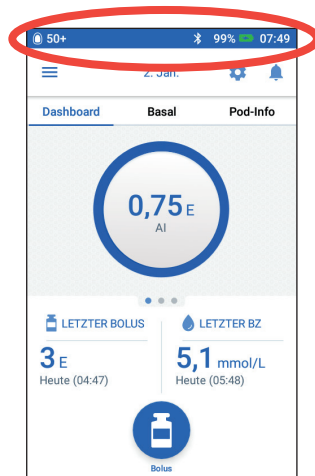 50+ 99% 07:49
2. Jan.
Dashboard Basal Pod-Info
0,75 E
AI
LETZTER BOLUS LETZTER BZ
3 E 5,1 mmol/L
Heute (04:47) Heute (05:48)
Bolus